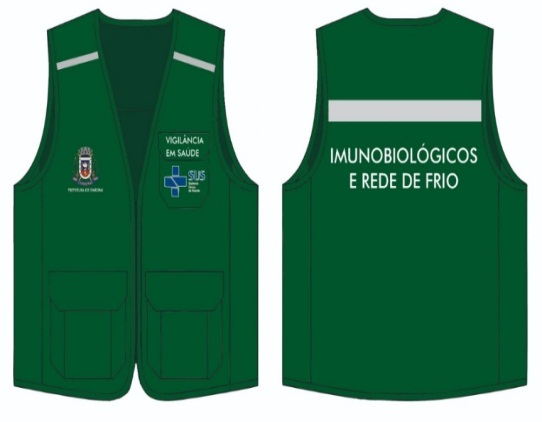 VIGILÂNCIA
EM SAÚDE
SUS
IMUNOBIOLÓGICOS
E REDE DE FRIO